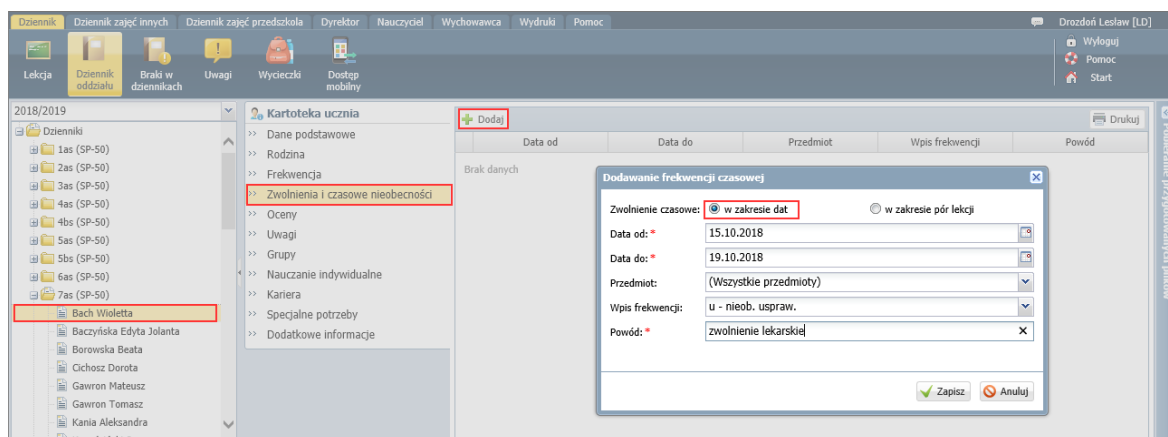 Dziennik Dziennik zajęć innych Dziennik zajęć przedszkola Dyrektor Nauczyciel Wychowawca Wydruki Pomoc Drozdoń Lesław [LD]
Lekcja
Dziennik oddziału
Braki w dziennikach
Uwagi
Wycieczki
Dostęp mobilny
Wyloguj
Pomoc
Start
2018/2019
Dzienniki
1as (SP-50)
2as (SP-50)
3as (SP-50)
4as (SP-50)
4bs (SP-50)
5as (SP-50)
5bs (SP-50)
6as (SP-50)
7as (SP-50)
Bach Wioletta
Baczyńska Edyta Jolanta
Borowska Beata
Cichosz Dorota
Gawron Mateusz
Gawron Tomasz
Kania Aleksandra
Kartoteka ucznia
Dane podstawowe
Rodzina
Frekwencja
Zwolnienia i czasowe nieobecności
Oceny
Uwagi
Grupy
Nauczanie indywidualne
Kariera
Specjalne potrzeby
Dodatkowe informacje
Dodaj
Drukuj
Data od Data do Przedmiot Wpis frekwencji Powód
Brak danych
Dodawanie frekwencji czasowej
Zwolnienie czasowe: w zakresie dat w zakresie pór lekcji
Data od: * 15.10.2018
Data do: * 19.10.2018
Przedmiot: (Wszystkie przedmioty)
Wpis frekwencji: u - nieob. uspraw.
Powód: * zwolnienie lekarskie
Zapisz Anuluj